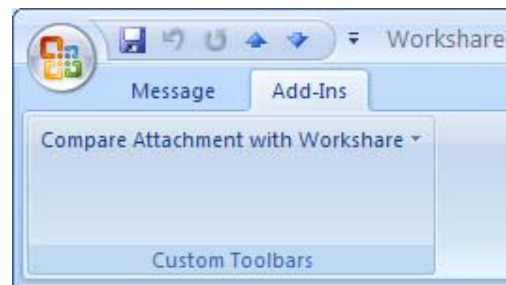 Workshare
Message Add-Ins
Compare Attachment with Workshare
Custom Toolbars